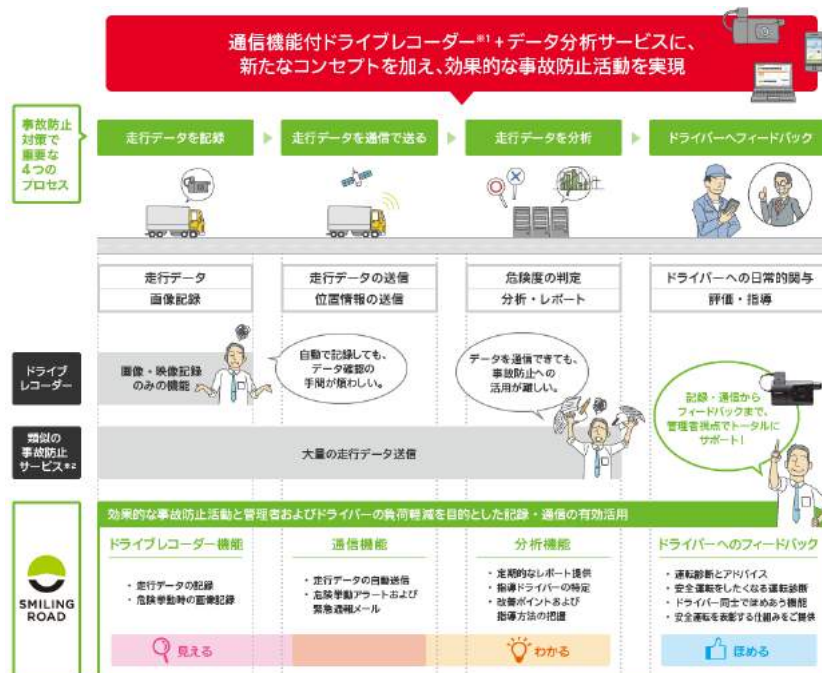 通信機能付ドライブレコーダー※1+データ分析サービスに、
新たなコンセプトを加え、効果的な事故防止活動を実現
事故防止
対策で
重要な
4つの
プロセス
走行データを記録
走行データを通信で送る
走行データを分析
ドライバーへフィードバック
走行データ
画像記録
走行データの送信
位置情報の送信
危険度の判定
分析・レポート
ドライバーへの日常的関与
評価・指導
ドライブ
レコーダー
画像・映像記録
のみの機能
自動で記録しても、
データ確認の
手間が煩わしい。
データを通信できても、
事故防止への
活用が難しい。
記録・通信から
フィードバックまで、
管理者視点でトータルに
サポート!
類似の
事故防止
サービス※2
大量の走行データ送信
SMILING
ROAD
効果的な事故防止活動と管理者およびドライバーの負荷軽減を目的とした記録・通信の有効活用
ドライブレコーダー機能
・走行データの記録
・危険挙動時の画像記録
通信機能
・走行データの自動送信
・危険挙動アラートおよび
緊急通報メール
分析機能
・定期的なレポート提供
・指導ドライバーの特定
・改善ポイントおよび
指導方法の把握
ドライバーへのフィードバック
・運転診断とアドバイス
・安全運転をしたくなる運転診断
・ドライバー同士でほめあう機能
・安全運転を表彰する仕組みをご提供
見える
わかる
ほめる